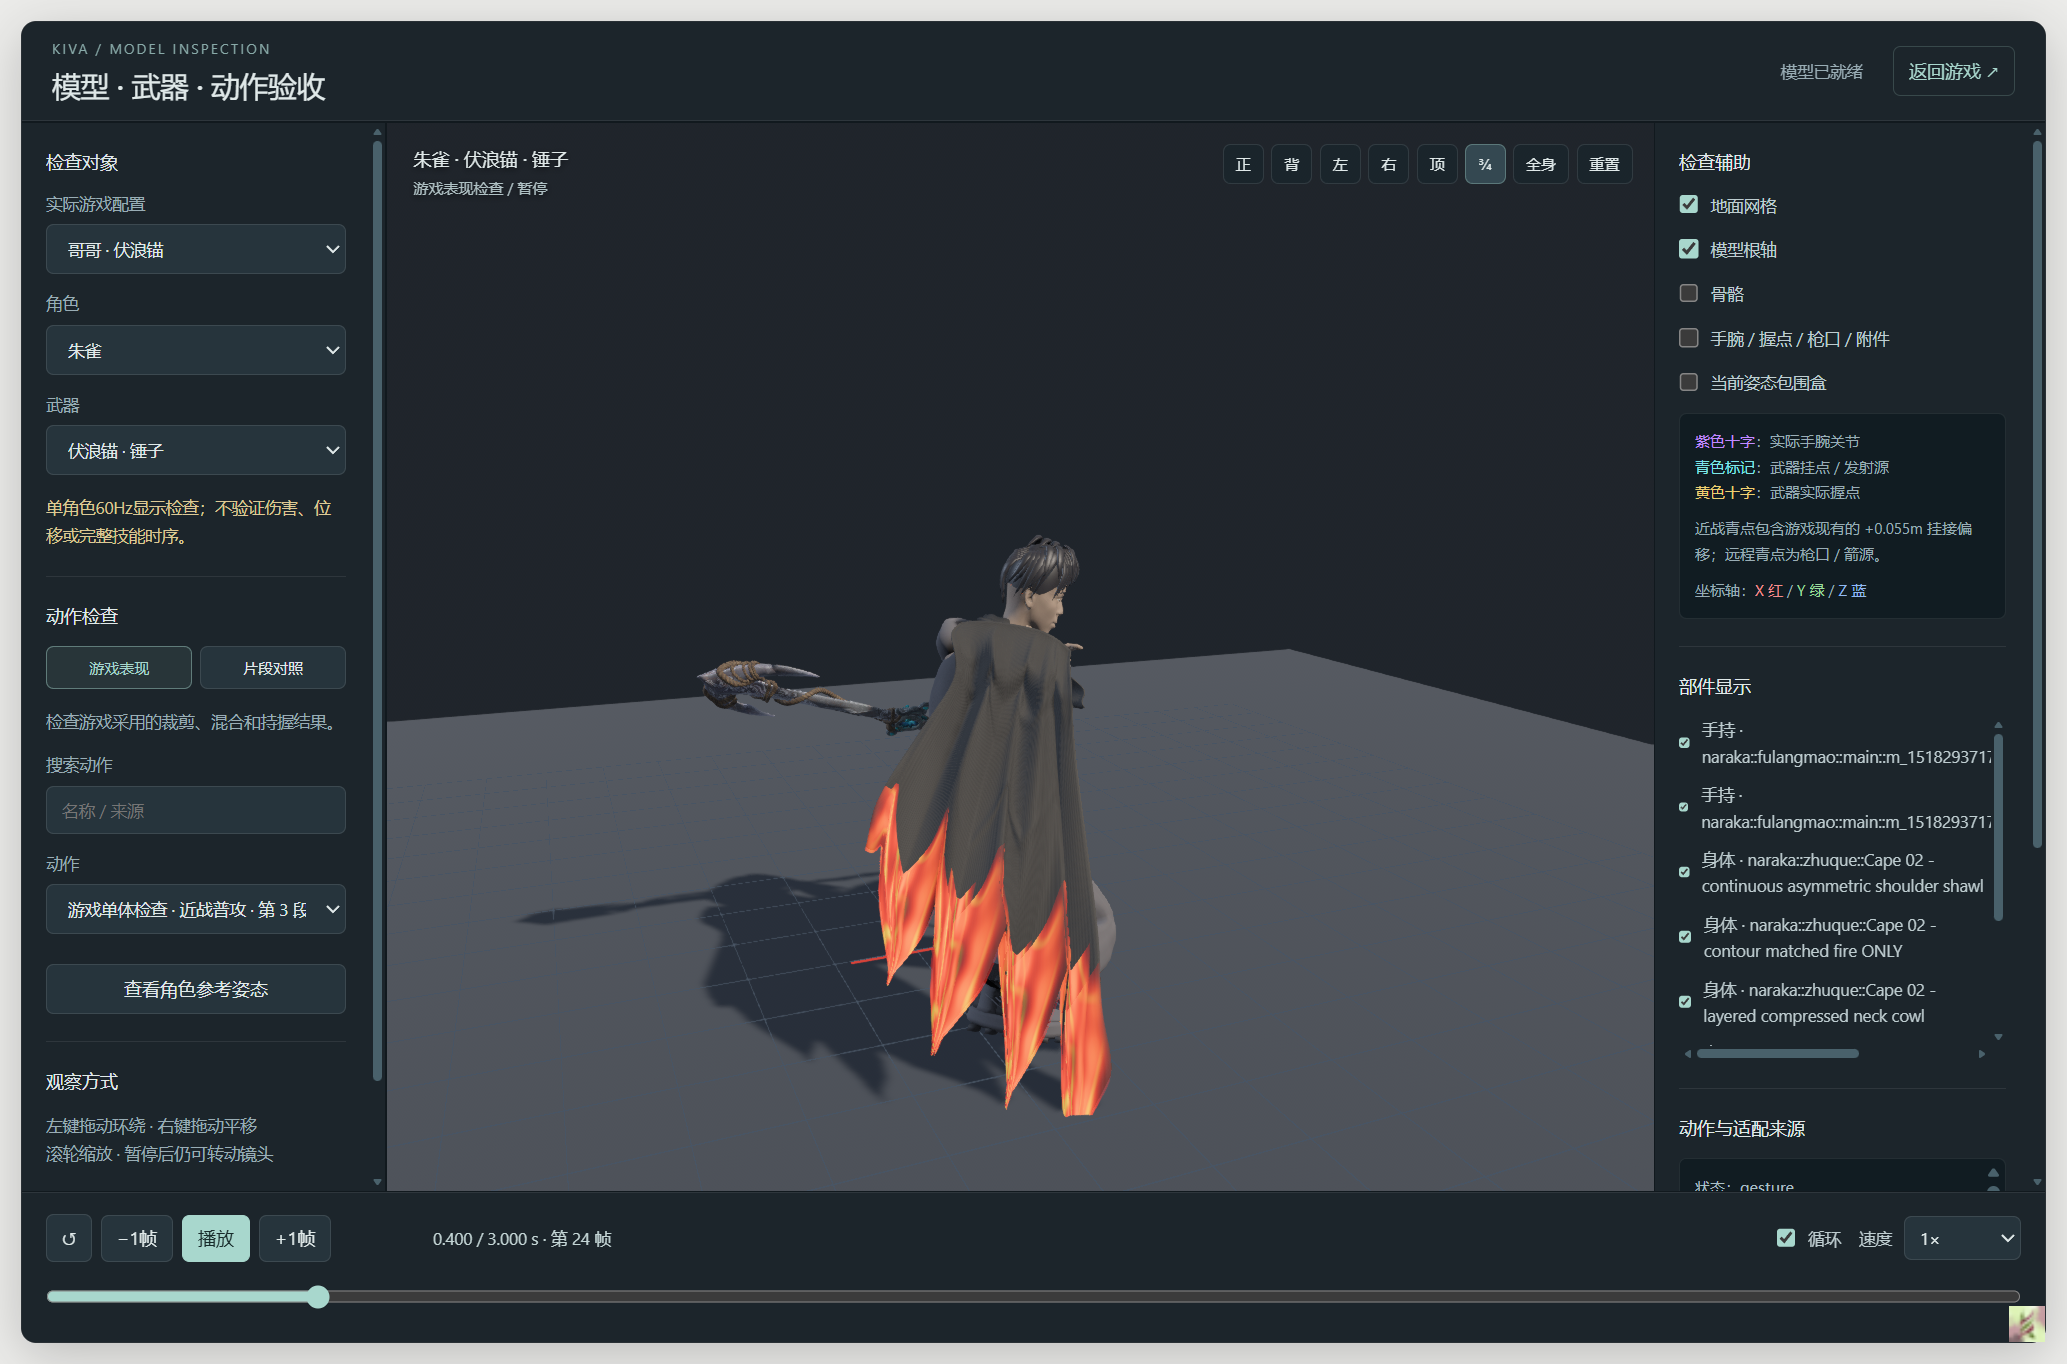 KIVA / MODEL INSPECTION
模型 · 武器 · 动作验收
模型已就绪
返回游戏 ↗
检查对象
实际游戏配置
哥哥 · 伏浪锚
角色
朱雀
武器
伏浪锚 · 锤子
单角色60Hz显示检查；不验证伤害、位
移或完整技能时序。
动作检查
游戏表现
片段对照
检查游戏采用的裁剪、混合和持握结果。
搜索动作
名称 / 来源
动作
游戏单体检查 · 近战普攻 · 第 3 段
查看角色参考姿态
观察方式
左键拖动环绕 · 右键拖动平移
滚轮缩放 · 暂停后仍可转动镜头
朱雀 · 伏浪锚 · 锤子
游戏表现检查 / 暂停
正
背
左
右
顶
¾
全身
重置
检查辅助
地面网格
模型根轴
骨骼
手腕 / 握点 / 枪口 / 附件
当前姿态包围盒
紫色十字：实际手腕关节
青色标记：武器挂点 / 发射源
黄色十字：武器实际握点
近战青点包含游戏现有的 +0.055m 挂接偏
移；远程青点为枪口 / 箭源。
坐标轴：X 红 / Y 绿 / Z 蓝
部件显示
手持 ·
naraka::fulangmao::main::m_1518293717
手持 ·
naraka::fulangmao::main::m_1518293717
身体 · naraka::zhuque::Cape 02 -
continuous asymmetric shoulder shawl
身体 · naraka::zhuque::Cape 02 -
contour matched fire ONLY
身体 · naraka::zhuque::Cape 02 -
layered compressed neck cowl
动作与适配来源
状态：gesture
↺
−1帧
播放
+1帧
0.400 / 3.000 s · 第 24 帧
循环
速度
1×